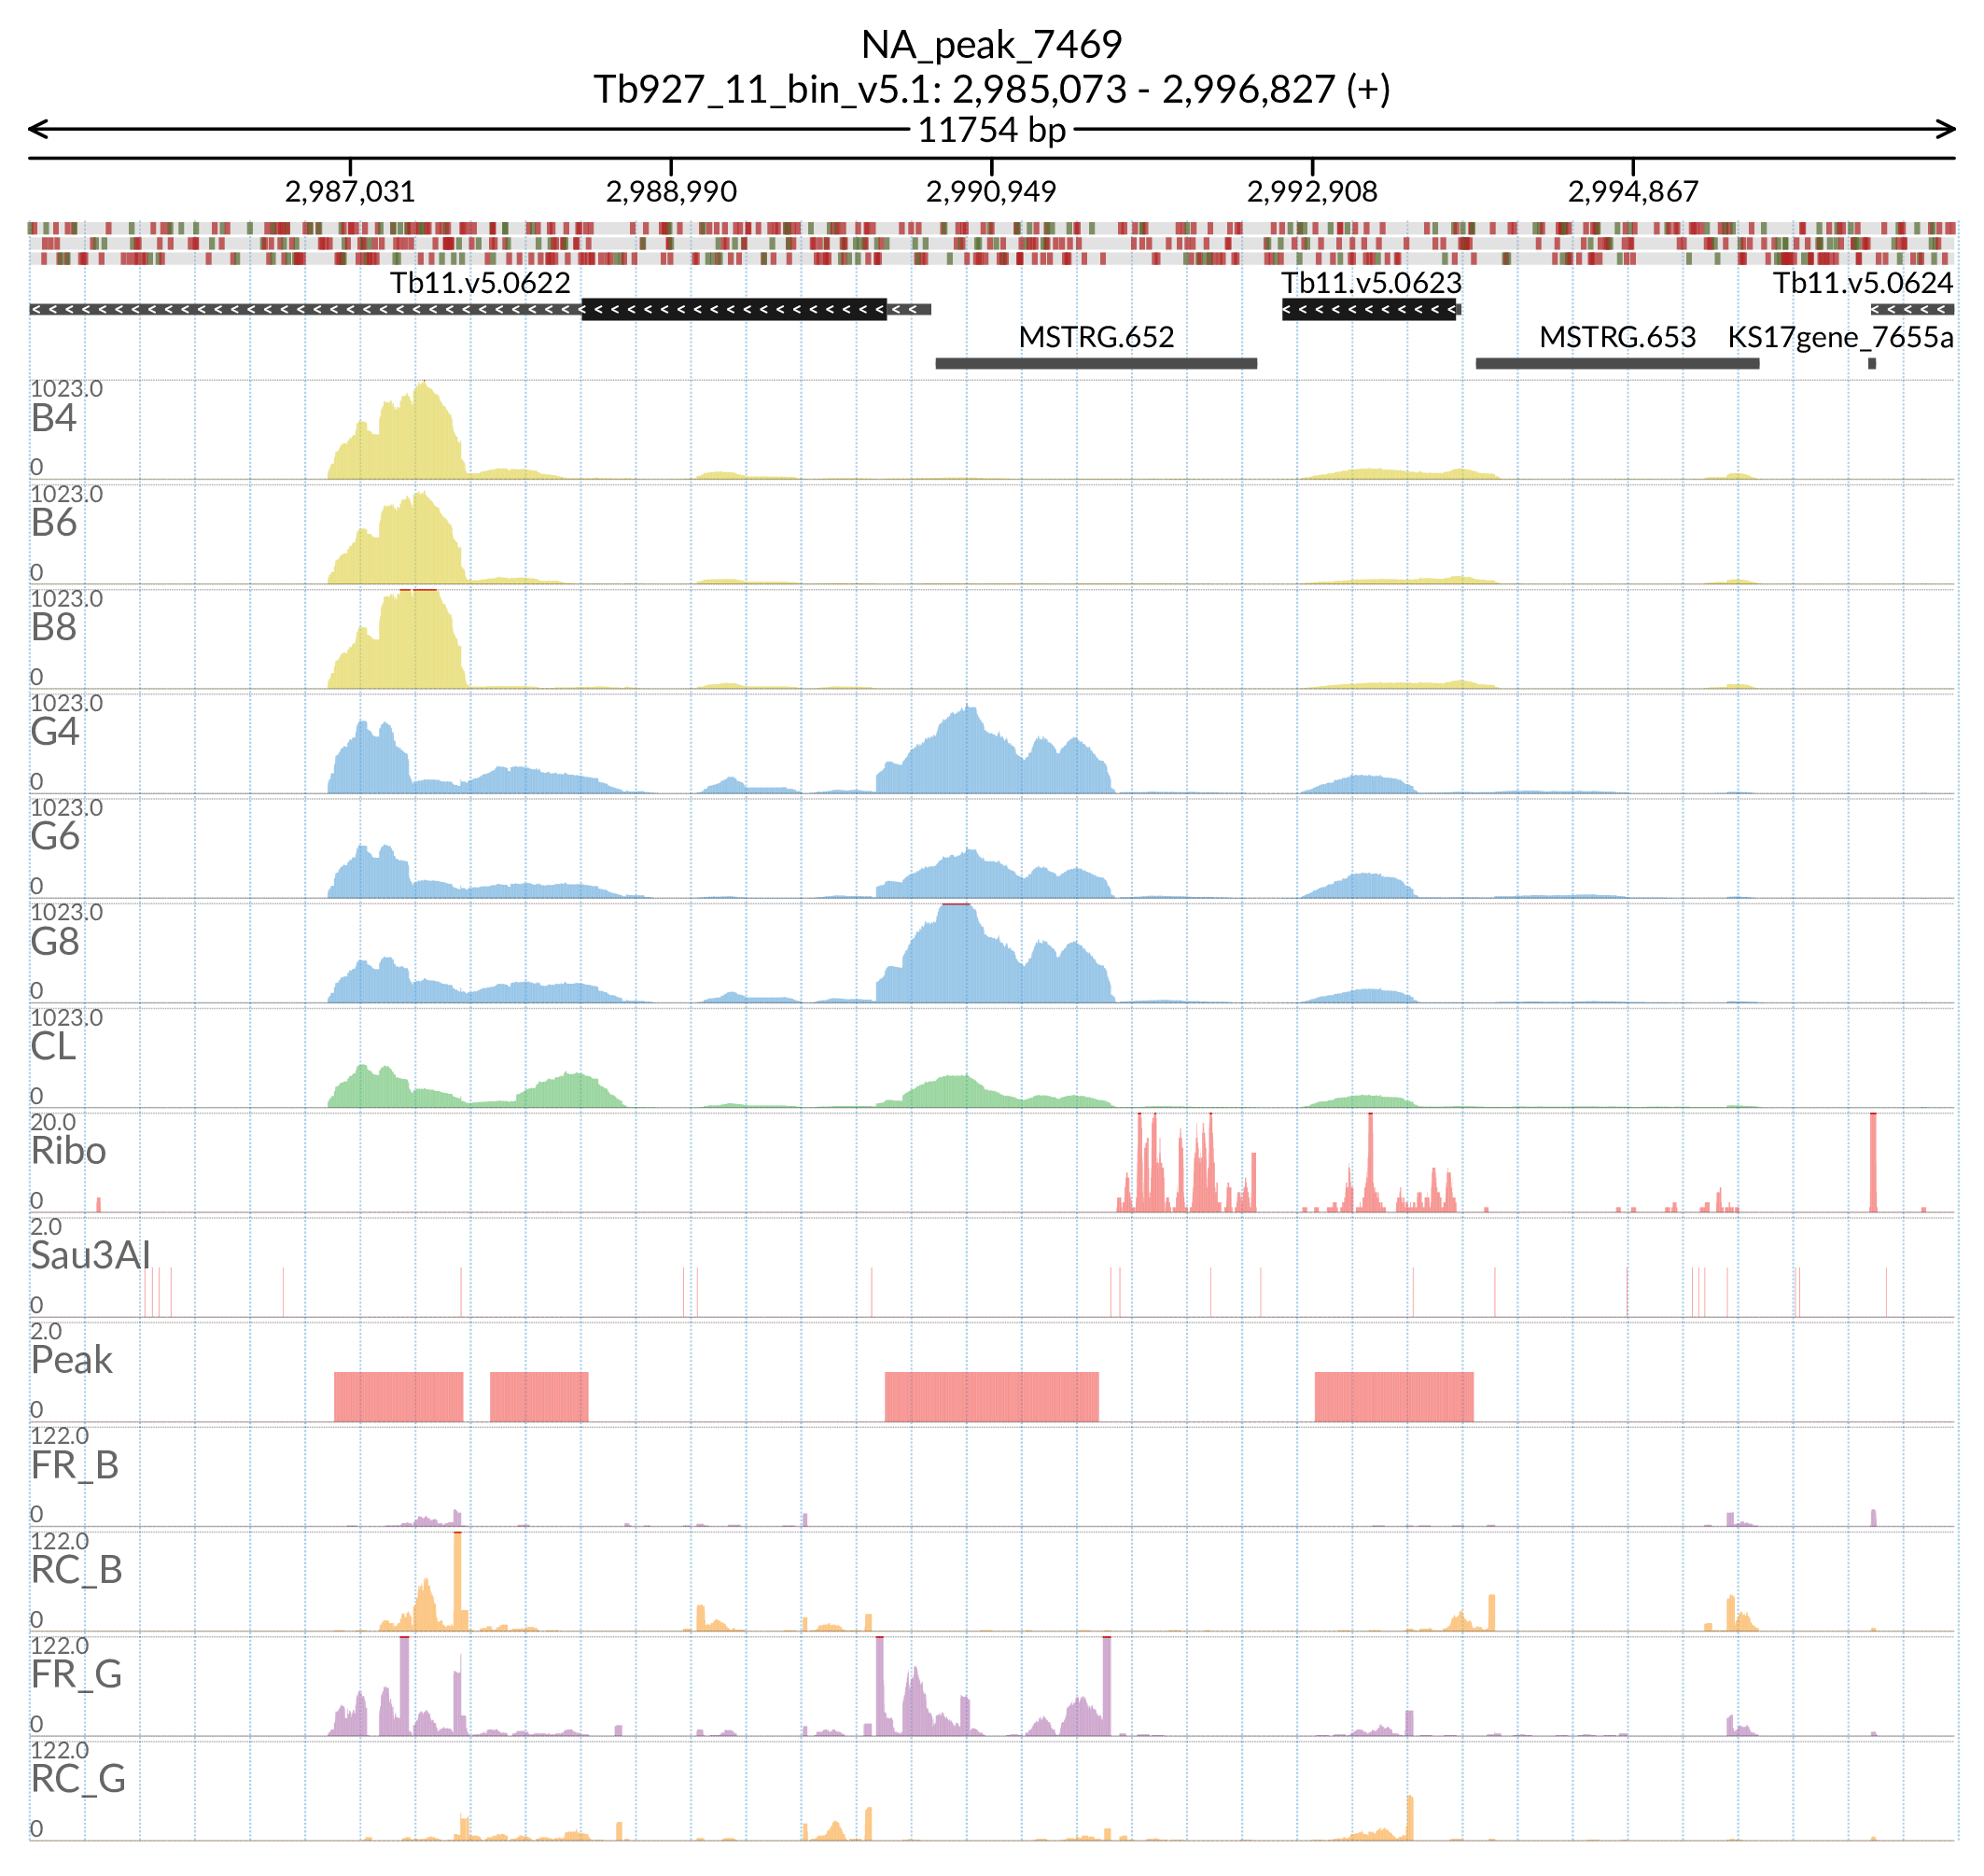 NA_peak_7469
Tb927_11_bin_v5.1: 2,985,073 - 2,996,827 (+)
11754 bp
2,987,031 2,988,990 2,990,949 2,992,908 2,994,867
Tb11.v5.0622 Tb11.v5.0623 Tb11.v5.0624
MSTRG.652 MSTRG.653 KS17gene_7655a
1023.0
B4
0
1023.0
B6
0
1023.0
B8
0
1023.0
G4
0
1023.0
G6
0
1023.0
G8
0
1023.0
CL
0
20.0
Ribo
0
2.0
Sau3AI
0
2.0
Peak
0
122.0
FR_B
0
122.0
RC_B
0
122.0
FR_G
0
122.0
RC_G
0